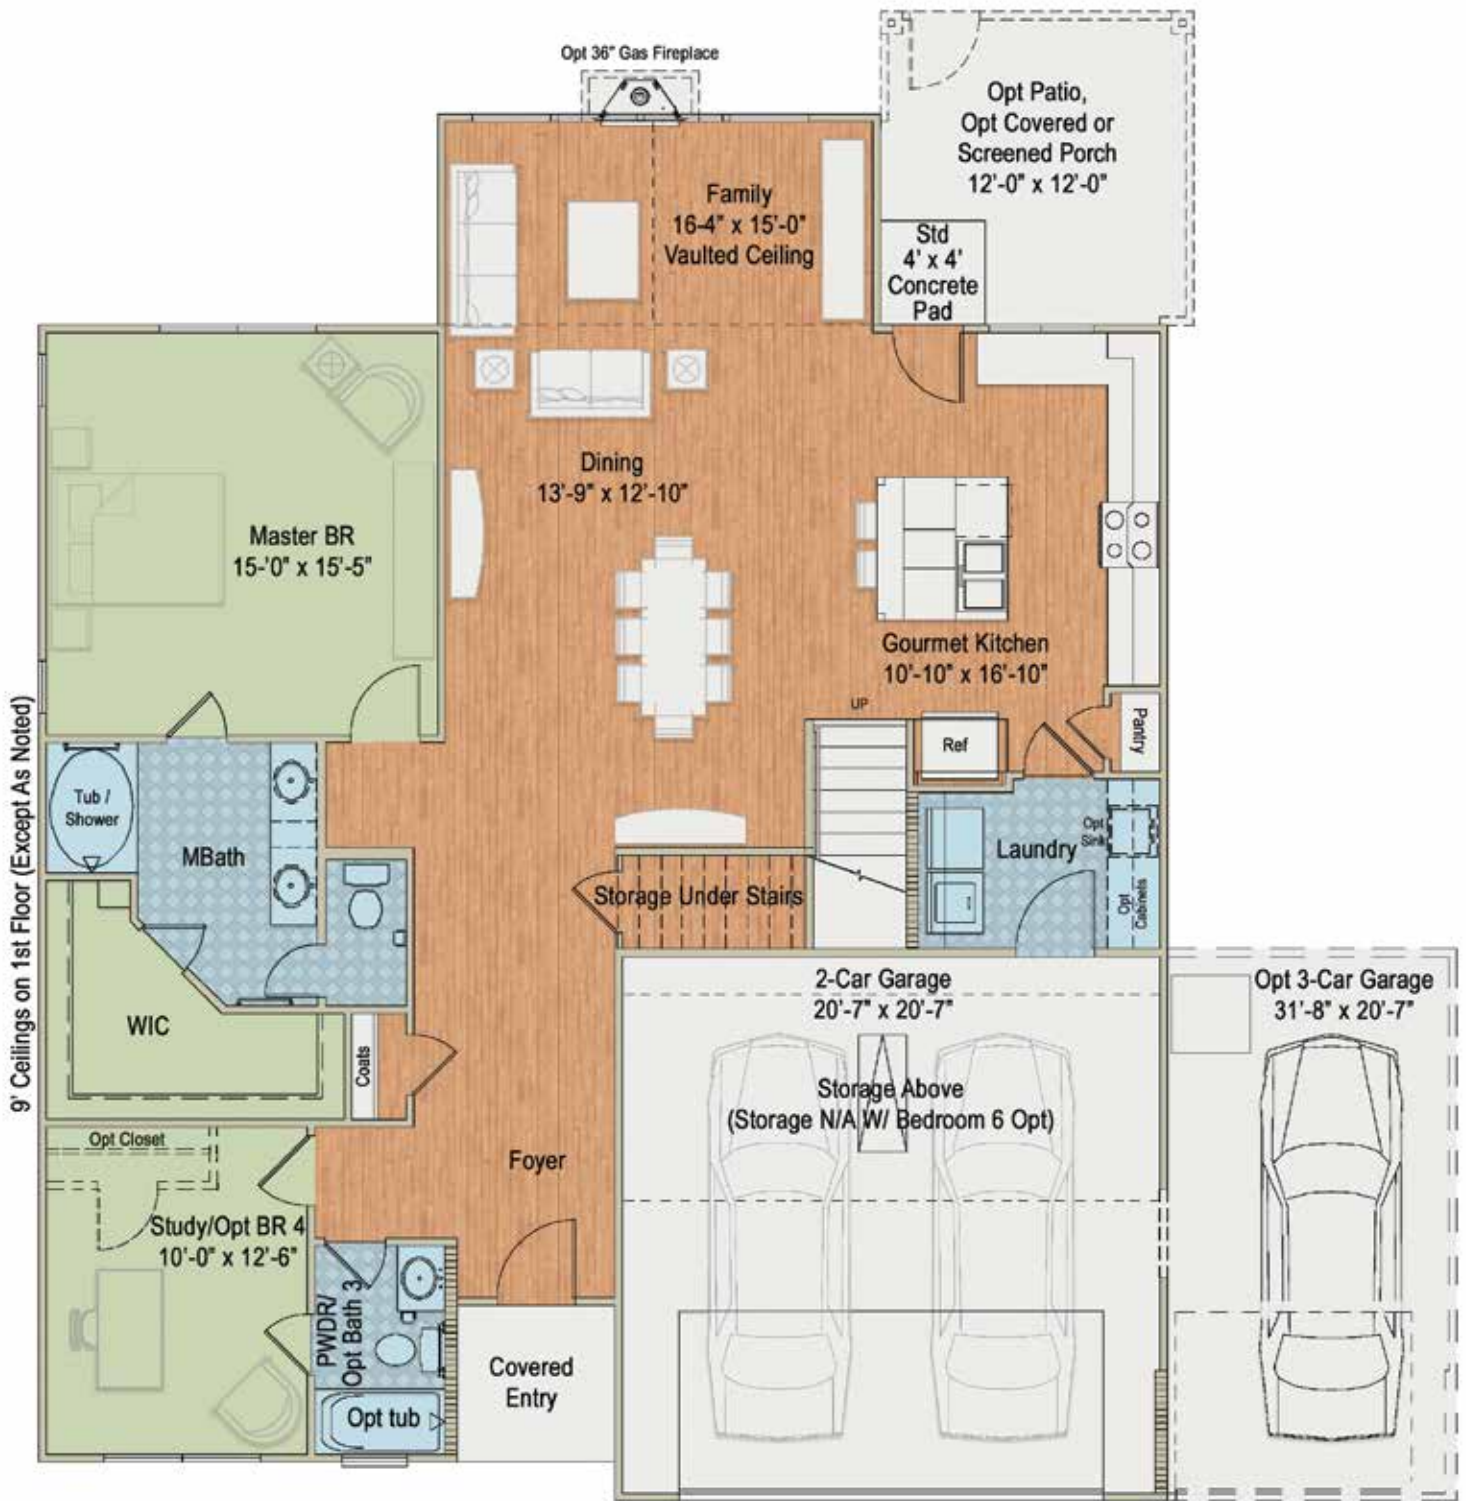 Opt 36" Gas Fireplace
Opt Patio,
Opt Covered or
Screened Porch
12'-0" x 12'-0"
Family
16-4" x 15'-0"
Vaulted Ceiling
Std
4' x 4'
Concrete
Pad
Dining
13'-9" x 12'-10"
Master BR
15-'0" x 15'-5"
Gourmet Kitchen
10'-10" x 16'-10"
UP
Ref
Pantry
9' Ceilings on 1st Floor (Except As Noted)
Tub /
Shower
MBath
Laundry
Opt
Sink
Opt
Cabinets
Storage Under Stairs
2-Car Garage
20'-7" x 20'-7"
Opt 3-Car Garage
31'-8" x 20'-7"
WIC
Coats
Storage Above
(Storage N/A W/ Bedroom 6 Opt)
Opt Closet
Foyer
Study/Opt BR 4
10'-0" x 12'-6"
PWDR/
Opt Bath 3
Covered
Entry
Opt tub